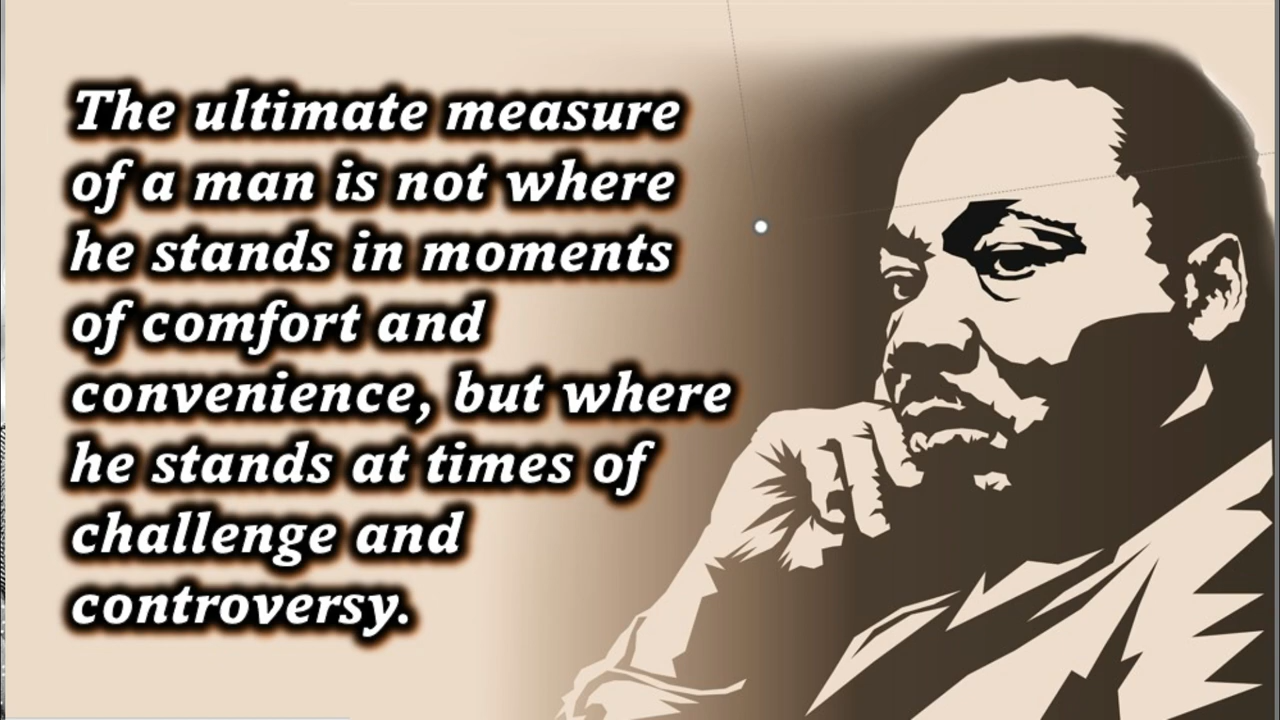 The ultimate measure
of a man is not where
he stands in moments
of comfort and
convenience, but where
he stands at times of
challenge and
controversy.